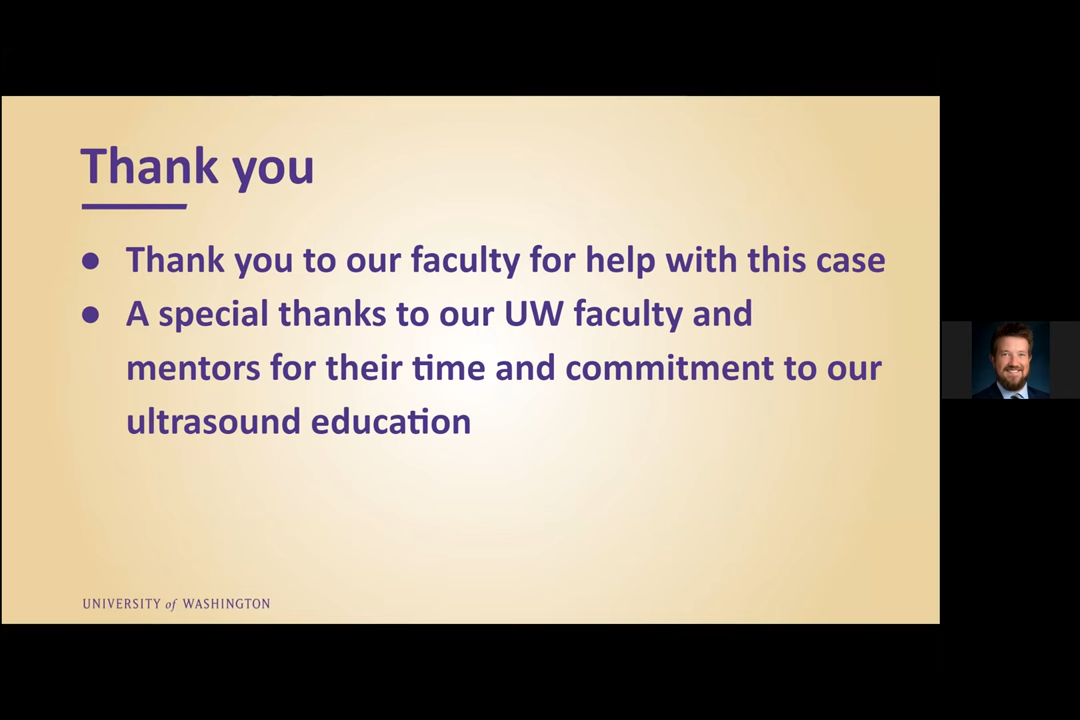 Thank you
● Thank you to our faculty for help with this case
● A special thanks to our UW faculty and
mentors for their time and commitment to our
ultrasound education
UNIVERSITY of WASHINGTON